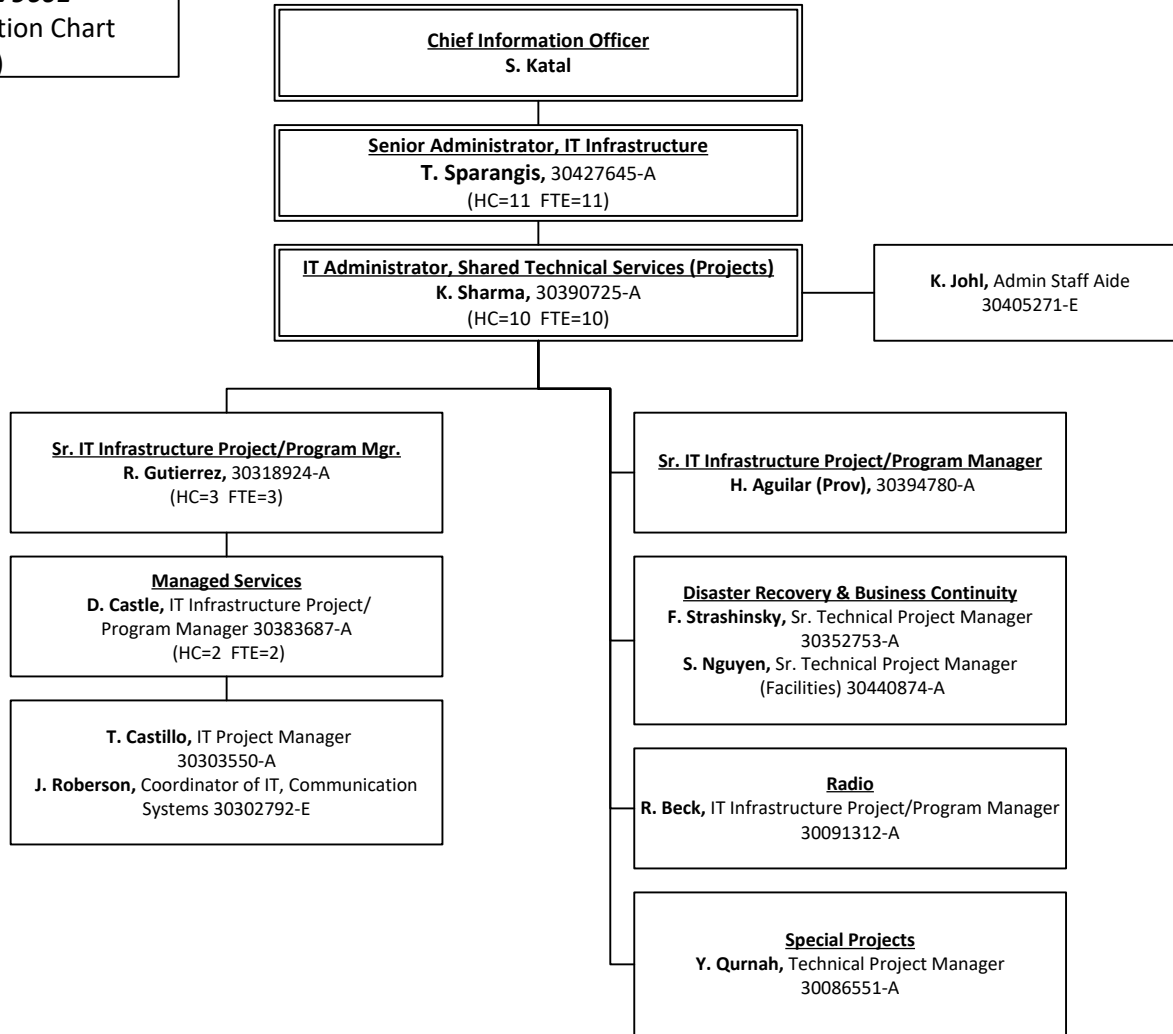 tion Chart
Chief Information Officer
S. Katal
Senior Administrator, IT Infrastructure
T. Sparangis, 30427645-A
(HC=11 FTE=11)
IT Administrator, Shared Technical Services (Projects)
K. Sharma, 30390725-A
(HC=10 FTE=10)
K. Johl, Admin Staff Aide
30405271-E
Sr. IT Infrastructure Project/Program Mgr.
R. Gutierrez, 30318924-A
(HC=3 FTE=3)
Managed Services
D. Castle, IT Infrastructure Project/
Program Manager 30383687-A
(HC=2 FTE=2)
T. Castillo, IT Project Manager
30303550-A
J. Roberson, Coordinator of IT, Communication
Systems 30302792-E
Sr. IT Infrastructure Project/Program Manager
H. Aguilar (Prov), 30394780-A
Disaster Recovery & Business Continuity
F. Strashinsky, Sr. Technical Project Manager
30352753-A
S. Nguyen, Sr. Technical Project Manager
(Facilities) 30440874-A
Radio
R. Beck, IT Infrastructure Project/Program Manager
30091312-A
Special Projects
Y. Qurnah, Technical Project Manager
30086551-A